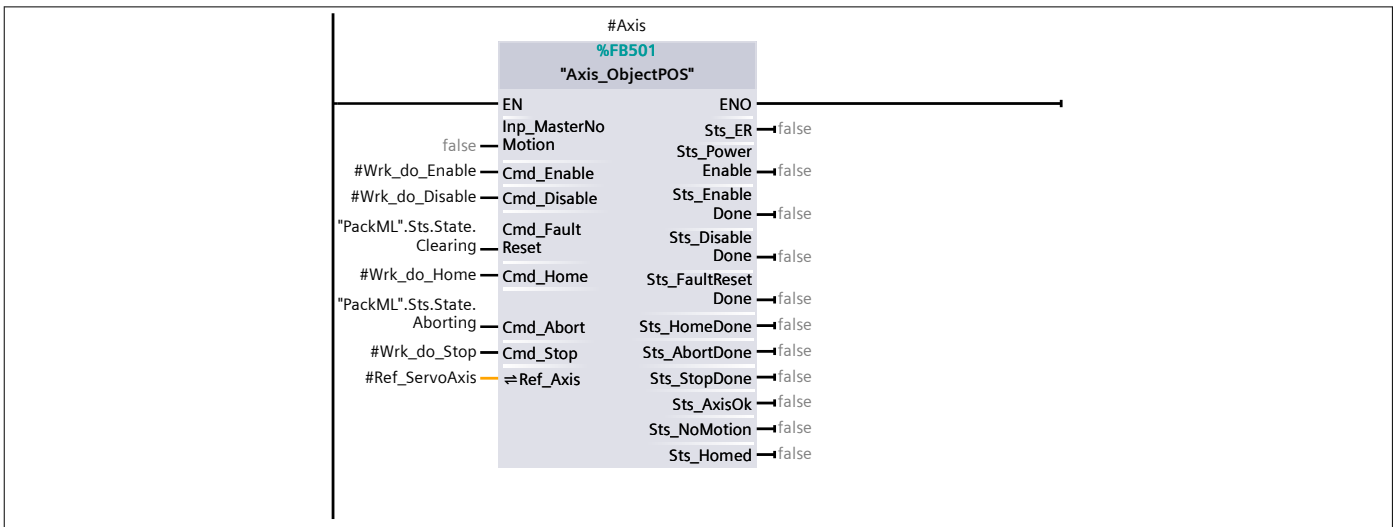 #Axis
%FB501
"Axis_ObjectPOS"
EN ENO
Inp_MasterNo
false Motion
Sts_ER false
Sts_Power
Enable false
#Wrk_do_Enable Cmd_Enable
#Wrk_do_Disable Cmd_Disable
Sts_Enable
Done false
"PackML".Sts.State.
Clearing
Cmd_Fault
Reset
Sts_Disable
Done false
#Wrk_do_Home Cmd_Home
Sts_FaultReset
Done false
"PackML".Sts.State.
Aborting Cmd_Abort
Sts_HomeDone false
#Wrk_do_Stop Cmd_Stop
Sts_AbortDone false
#Ref_ServoAxis ⇌Ref_Axis
Sts_StopDone false
Sts_AxisOk false
Sts_NoMotion false
Sts_Homed false